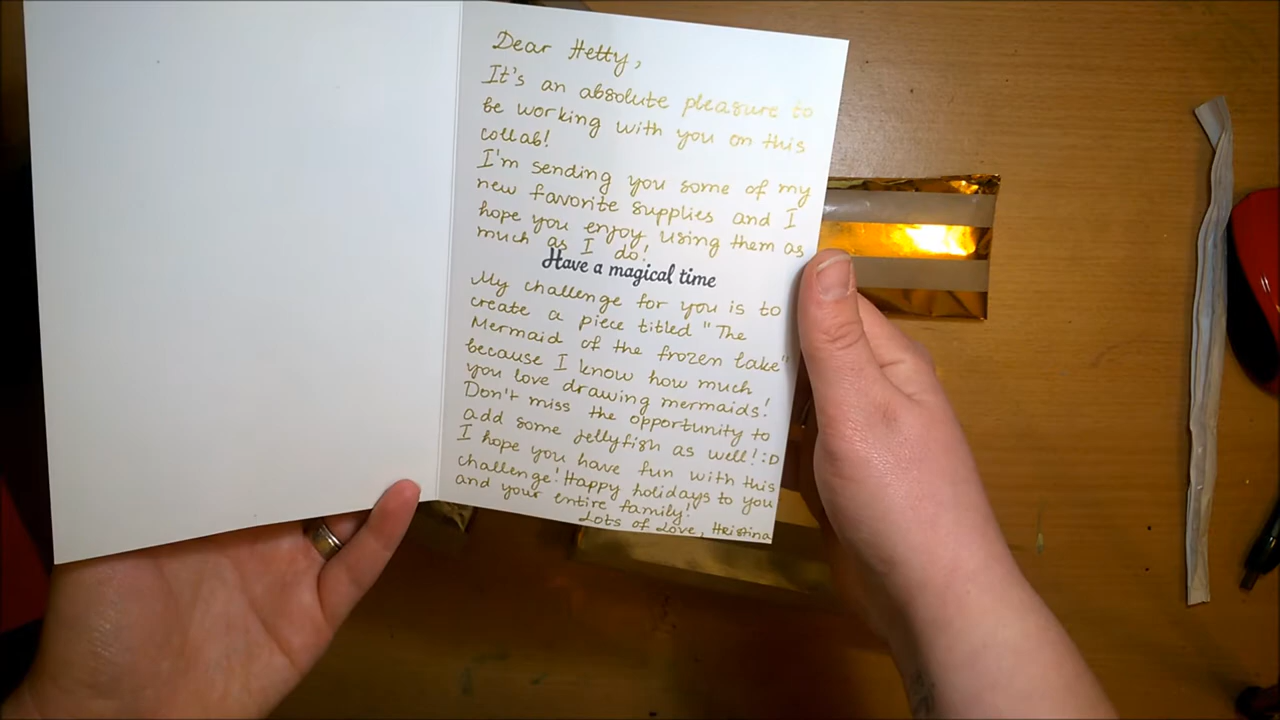 Dear Hetty,
It's an absolute pleasure to
be working with you on this
collab!
I'm sending you some of my
new favorite supplies and I
hope you enjoy using them as
much as I do!
Have a magical time
My challenge for you is to
create a piece titled "The
Mermaid of the frozen lake"
because I know how much
you love drawing mermaids!
Don't miss the opportunity to
add some jellyfish as well! :D
I hope you have fun with this
challenge! Happy holidays to you
and your entire family!
Lots of Love, Hristina